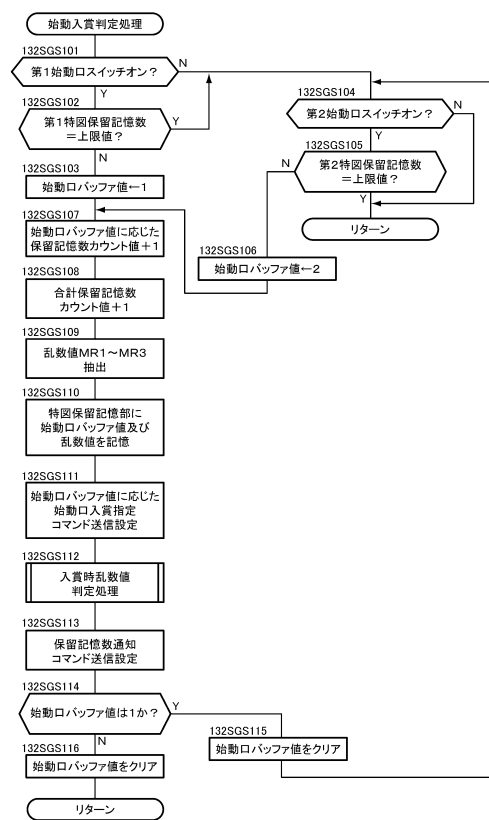 始動入賞判定処理
132SGS101
第1始動口スイッチオン？
N
Y
132SGS102
第1特図保留記憶数
＝上限値？
Y
N
132SGS103
始動口バッファ値←1
132SGS104
第2始動口スイッチオン？
N
Y
132SGS105
第2特図保留記憶数
＝上限値？
N
Y
リターン
132SGS106
始動口バッファ値←2
132SGS107
始動口バッファ値に応じた
保留記憶数カウント値＋1
132SGS108
合計保留記憶数
カウント値＋1
132SGS109
乱数値MR1～MR3
抽出
132SGS110
特図保留記憶部に
始動口バッファ値及び
乱数値を記憶
132SGS111
始動口バッファ値に応じた
始動口入賞指定
コマンド送信設定
132SGS112
入賞時乱数値
判定処理
132SGS113
保留記憶数通知
コマンド送信設定
132SGS114
始動口バッファ値は1か？
Y
N
132SGS115
始動口バッファ値をクリア
132SGS116
始動口バッファ値をクリア
リターン